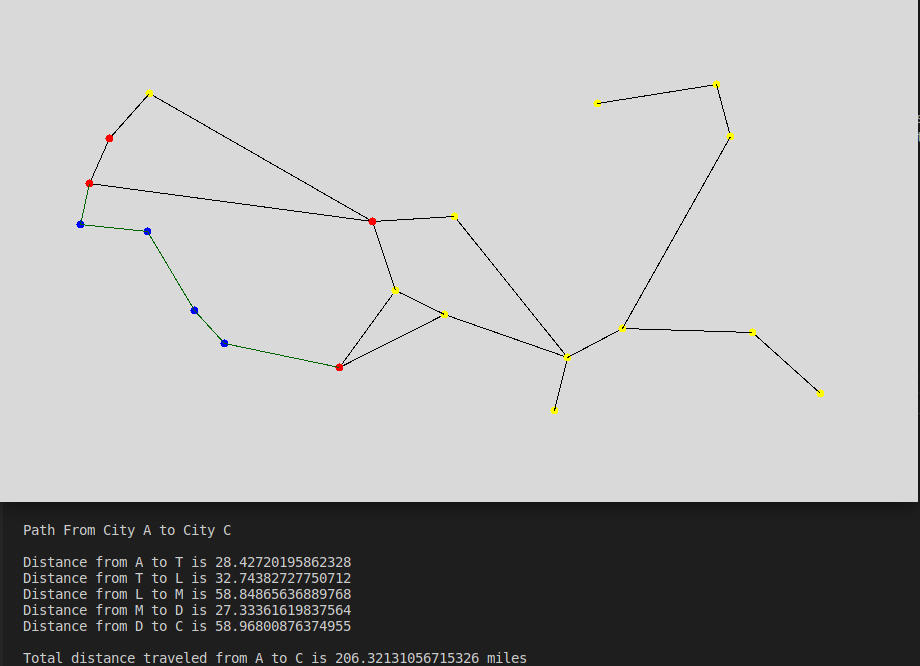 Path From City A to City C
Distance from A to T is 28.42720195862328
Distance from T to L is 32.74382727750712
Distance from L to M is 58.84865636889768
Distance from M to D is 27.33361619837564
Distance from D to C is 58.96800876374955
Total distance traveled from A to C is 206.32131056715326 miles